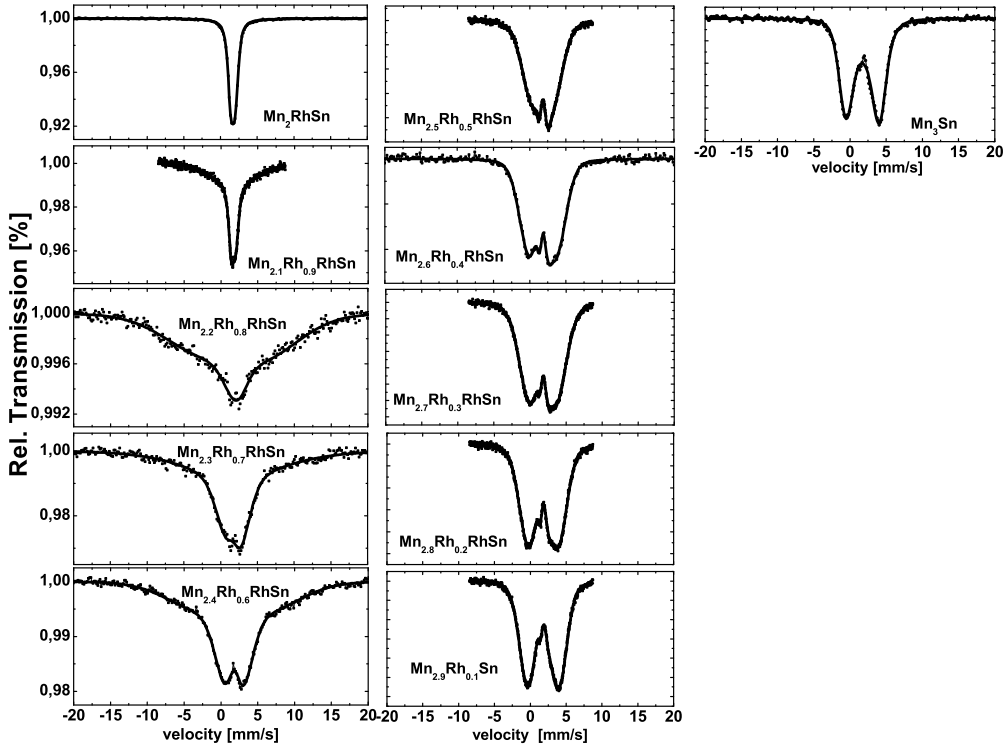 Rel. Transmission [%]
1,00
0,96
0,92
Mn2RhSn
1,00
0,98
0,96
Mn2.1Rh0.9RhSn
1,000
0,996
0,992
Mn2.2Rh0.8RhSn
1,00
0,98
Mn2.3Rh0.7RhSn
1,00
0,99
0,98
Mn2.4Rh0.6RhSn
-20 -15 -10 -5 0 5 10 15 20
velocity [mm/s]
Mn2.5Rh0.5RhSn
Mn2.6Rh0.4RhSn
Mn2.7Rh0.3RhSn
Mn2.8Rh0.2RhSn
Mn2.9Rh0.1Sn
-20 -15 -10 -5 0 5 10 15 20
velocity [mm/s]
Mn3Sn
-20 -15 -10 -5 0 5 10 15 20
velocity [mm/s]